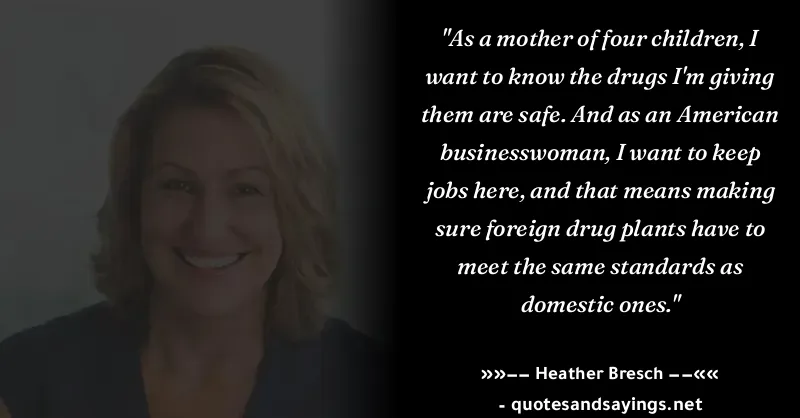 "As a mother of four children, I
want to know the drugs I'm giving
them are safe. And as an American
businesswoman, I want to keep
jobs here, and that means making
sure foreign drug plants have to
meet the same standards as
domestic ones."
»»–– Heather Bresch ––««
- quotesandsayings.net